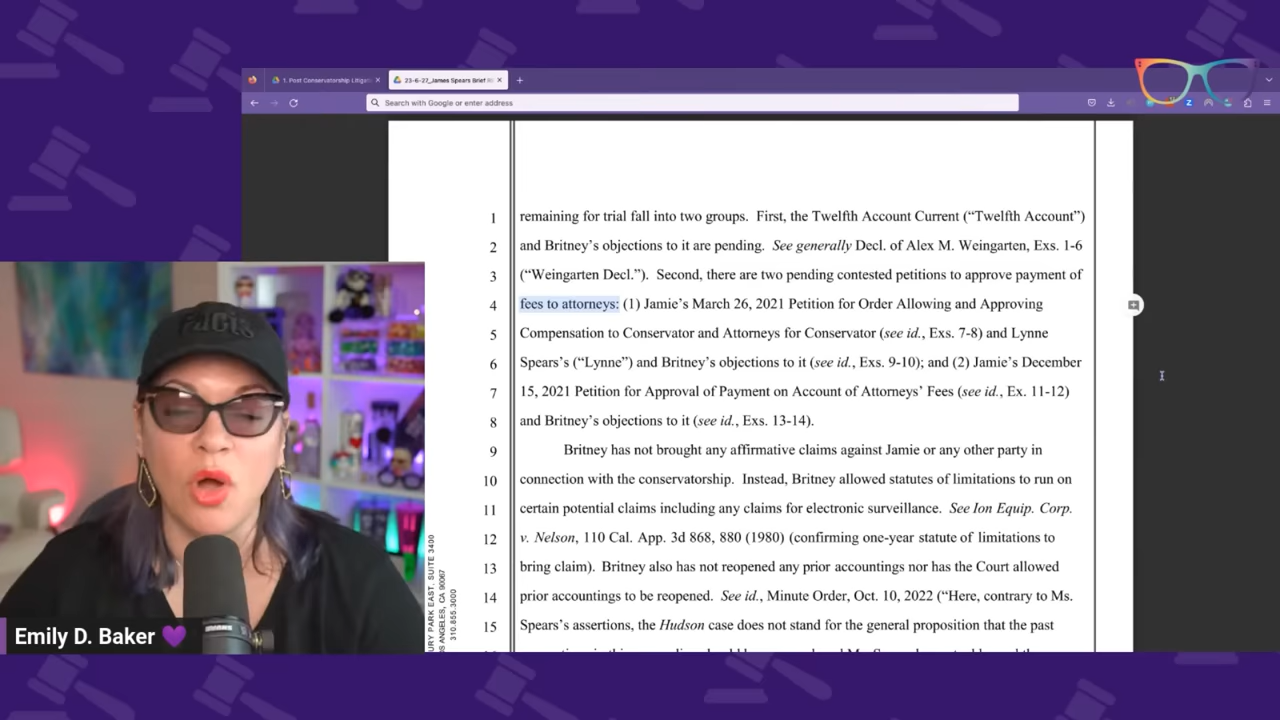 1. Post Conservatorship Litigat
23-6-27_James Spears Brief R
Search with Google or enter address
1 remaining for trial fall into two groups. First, the Twelfth Account Current (“Twelfth Account”)
2 and Britney’s objections to it are pending. See generally Decl. of Alex M. Weingarten, Exs. 1-6
3 (“Weingarten Decl.”). Second, there are two pending contested petitions to approve payment of
4 fees to attorneys: (1) Jamie’s March 26, 2021 Petition for Order Allowing and Approving
5 Compensation to Conservator and Attorneys for Conservator (see id., Exs. 7-8) and Lynne
6 Spears’s (“Lynne”) and Britney’s objections to it (see id., Exs. 9-10); and (2) Jamie’s December
7 15, 2021 Petition for Approval of Payment on Account of Attorneys’ Fees (see id., Ex. 11-12)
8 and Britney’s objections to it (see id., Exs. 13-14).
9 Britney has not brought any affirmative claims against Jamie or any other party in
10 connection with the conservatorship. Instead, Britney allowed statutes of limitations to run on
11 certain potential claims including any claims for electronic surveillance. See Ion Equip. Corp.
12 v. Nelson, 110 Cal. App. 3d 868, 880 (1980) (confirming one-year statute of limitations to
13 bring claim). Britney also has not reopened any prior accountings nor has the Court allowed
14 prior accountings to be reopened. See id., Minute Order, Oct. 10, 2022 (“Here, contrary to Ms.
15 Spear’s assertions, the Hudson case does not stand for the general proposition that the past
URY PARK EAST, SUITE 3400
OS ANGELES, CA 90067
310.855.3000
facts
Emily D. Baker 💜